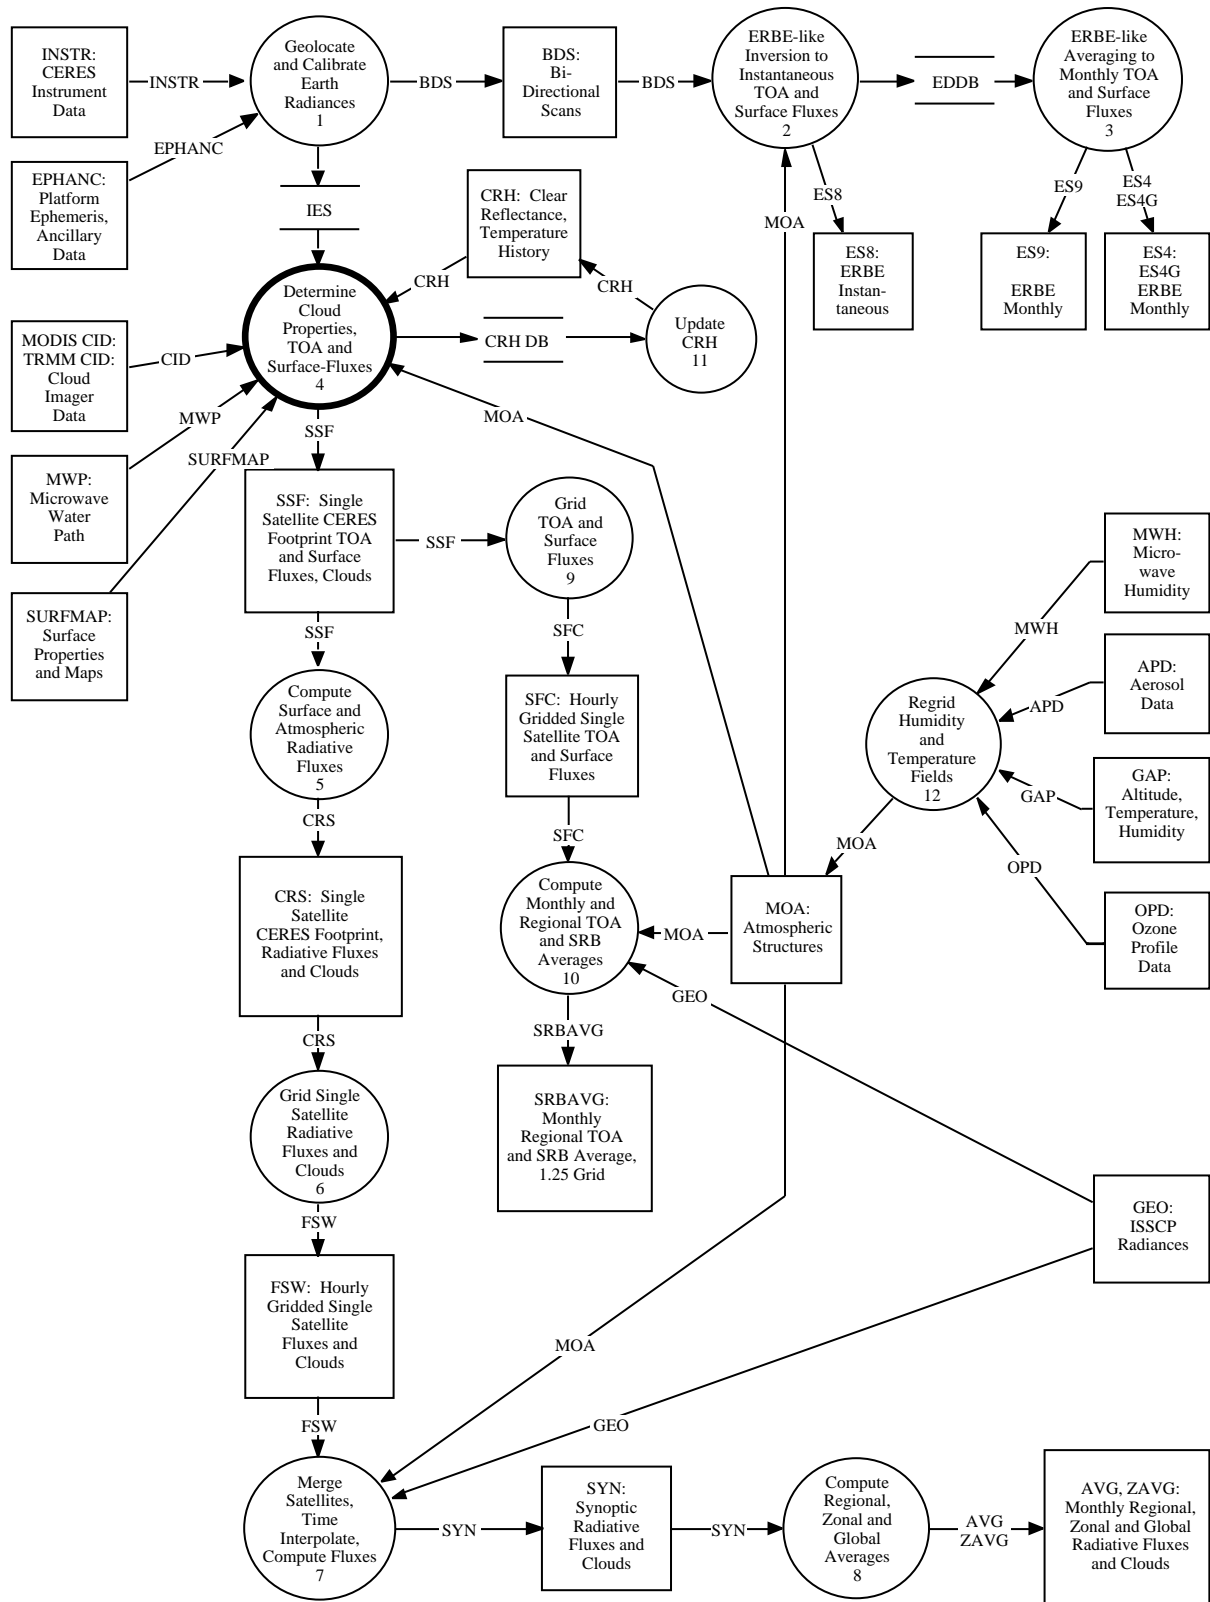 INSTR:
CERES
Instrument
Data
INSTR
Geolocate
and Calibrate
Earth
Radiances
1
BDS
BDS:
Bi-
Directional
Scans
BDS
ERBE-like
Inversion to
Instantaneous
TOA and
Surface Fluxes
2
EDDB
ERBE-like
Averaging to
Monthly TOA
and Surface
Fluxes
3
EPHANC
EPHANC:
Platform
Ephemeris,
Ancillary
Data
IES
CRH:  Clear
Reflectance,
Temperature
History
MOA
ES8
ES9
ES4
ES4G
ES8:
ERBE
Instan-
taneous
ES9:
ERBE
Monthly
ES4:
ES4G
ERBE
Monthly
CRH
CRH
Determine
Cloud
Properties,
TOA and
Surface-Fluxes
4
CRH DB
Update
CRH
11
MODIS CID:
TRMM CID:
Cloud
Imager
Data
CID
MWP
MOA
SSF
SURFMAP
MWP:
Microwave
Water
Path
SSF:  Single
Satellite CERES
Footprint TOA
and Surface
Fluxes, Clouds
SSF
Grid
TOA and
Surface
Fluxes
9
MWH:
Micro-
wave
Humidity
SURFMAP:
Surface
Properties
and Maps
SSF
SFC
MWH
APD:
Aerosol
Data
APD
Compute
Surface and
Atmospheric
Radiative
Fluxes
5
SFC:  Hourly
Gridded Single
Satellite TOA
and Surface
Fluxes
Regrid
Humidity
and
Temperature
Fields
12
GAP:
Altitude,
Temperature,
Humidity
GAP
CRS
SFC
MOA
OPD
CRS:  Single
Satellite
CERES Footprint,
Radiative Fluxes
and Clouds
Compute
Monthly and
Regional TOA
and SRB
Averages
10
MOA
MOA:
Atmospheric
Structures
OPD:
Ozone
Profile
Data
GEO
CRS
SRBAVG
Grid Single
Satellite
Radiative
Fluxes and
Clouds
6
SRBAVG:
Monthly
Regional TOA
and SRB Average,
1.25 Grid
GEO:
ISSCP
Radiances
FSW
FSW:  Hourly
Gridded Single
Satellite
Fluxes and
Clouds
MOA
FSW
GEO
Merge
Satellites,
Time
Interpolate,
Compute Fluxes
7
SYN
SYN:
Synoptic
Radiative
Fluxes and
Clouds
SYN
Compute
Regional,
Zonal and
Global
Averages
8
AVG
ZAVG
AVG, ZAVG:
Monthly Regional,
Zonal and Global
Radiative Fluxes
and Clouds